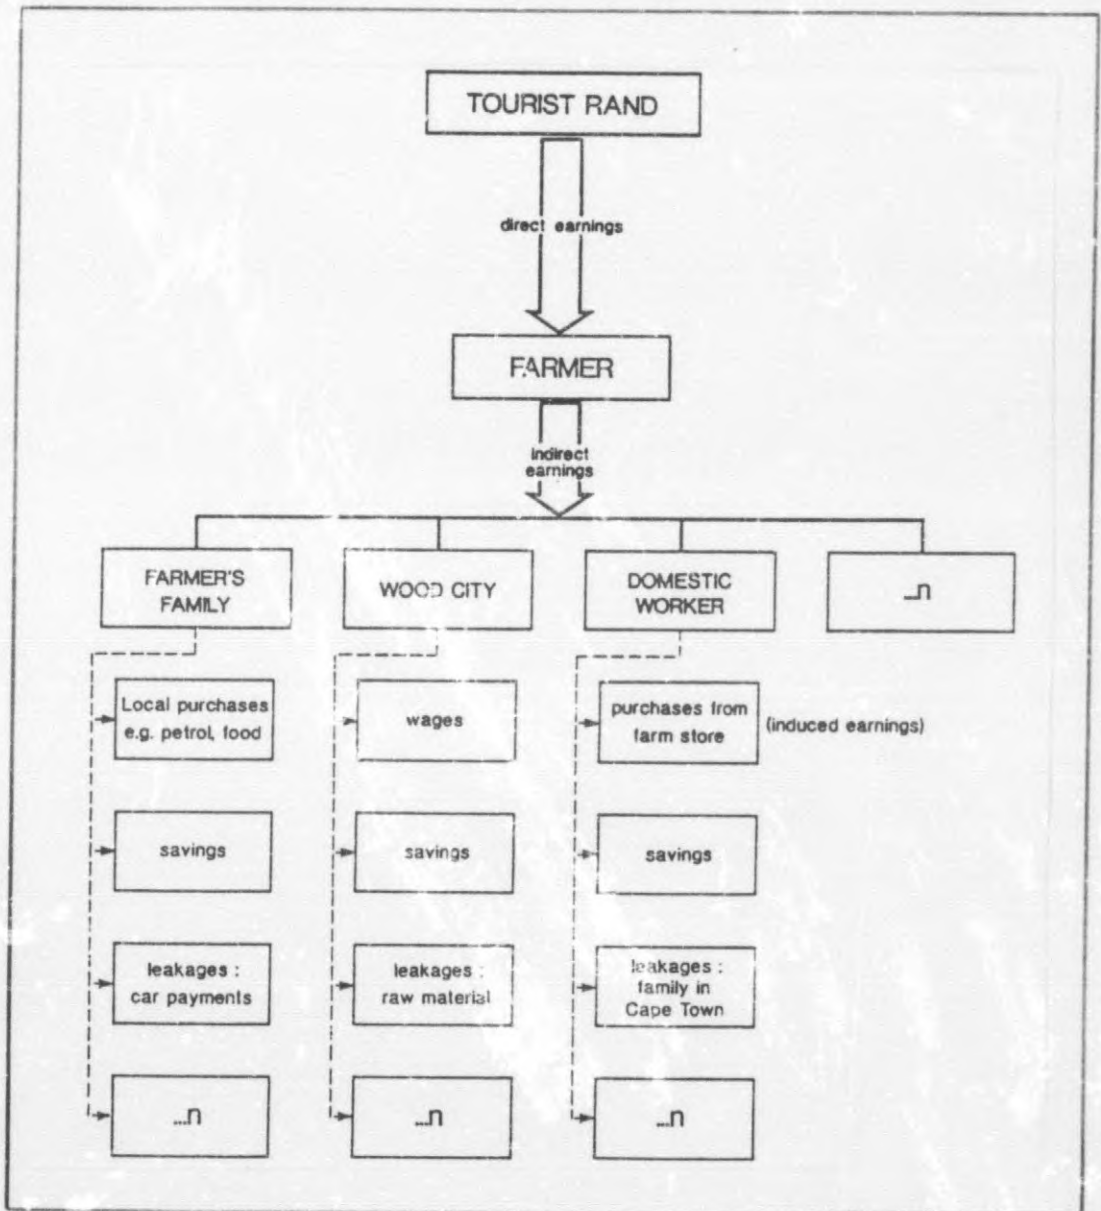 TOURIST RAND
direct earnings
FARMER
indirect
earnings
FARMER'S
FAMILY
WOOD CITY
DOMESTIC
WORKER
...n
Local purchases
e.g. petrol, food
wages
purchases from
farm store
(induced earnings)
savings
savings
savings
leakages :
car payments
leakages :
raw material
leakages :
family in
Cape Town
...n
...n
...n